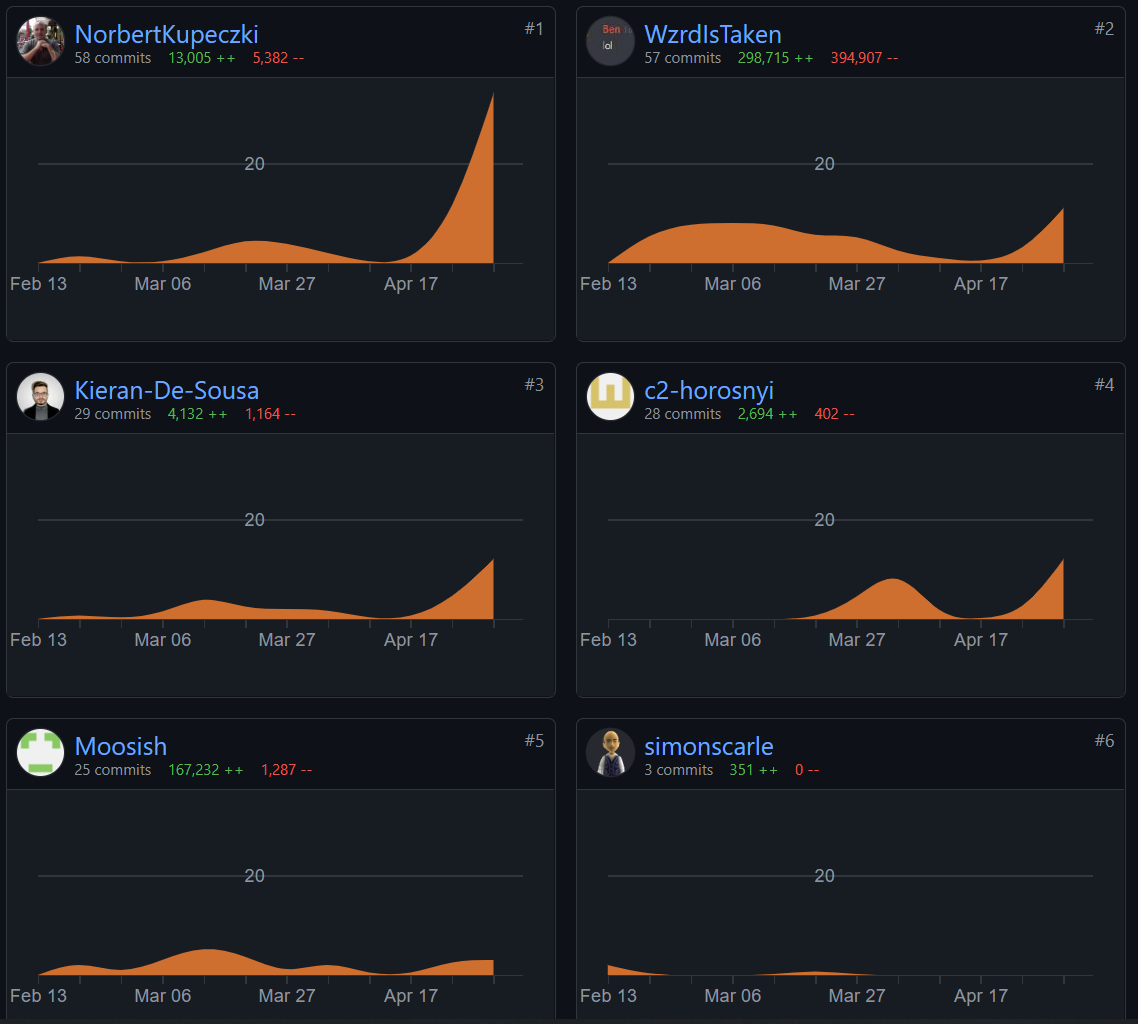 NorbertKupeczki
#1
58 commits 13,005 ++ 5,382 --
20
Feb 13 Mar 06 Mar 27 Apr 17
Ben
lol
WzrdIsTaken
#2
57 commits 298,715 ++ 394,907 --
20
Feb 13 Mar 06 Mar 27 Apr 17
Kieran-De-Sousa
#3
29 commits 4,132 ++ 1,164 --
20
Feb 13 Mar 06 Mar 27 Apr 17
c2-horosnyi
#4
28 commits 2,694 ++ 402 --
20
Feb 13 Mar 06 Mar 27 Apr 17
Moosish
#5
25 commits 167,232 ++ 1,287 --
20
Feb 13 Mar 06 Mar 27 Apr 17
simonscarle
#6
3 commits 351 ++ 0 --
20
Feb 13 Mar 06 Mar 27 Apr 17